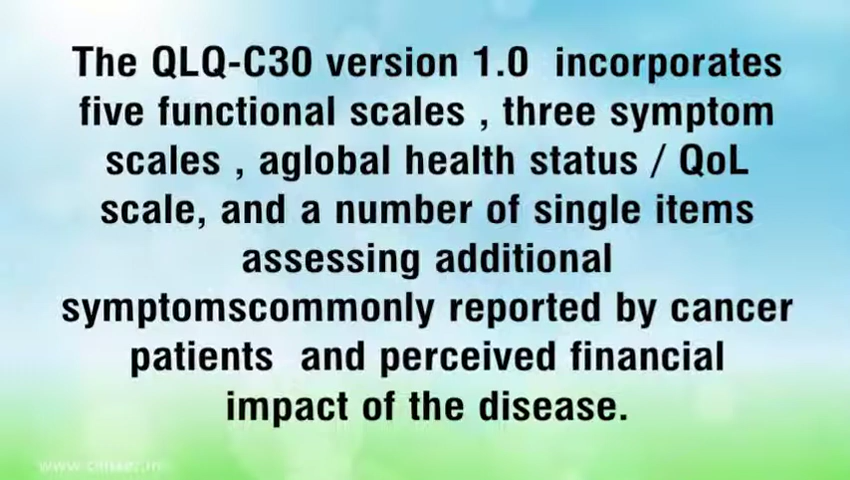 The QLQ-C30 version 1.0  incorporates
five functional scales , three symptom
scales , aglobal health status / QoL
scale, and a number of single items
assessing additional
symptomscommonly reported by cancer
patients  and perceived financial
impact of the disease.